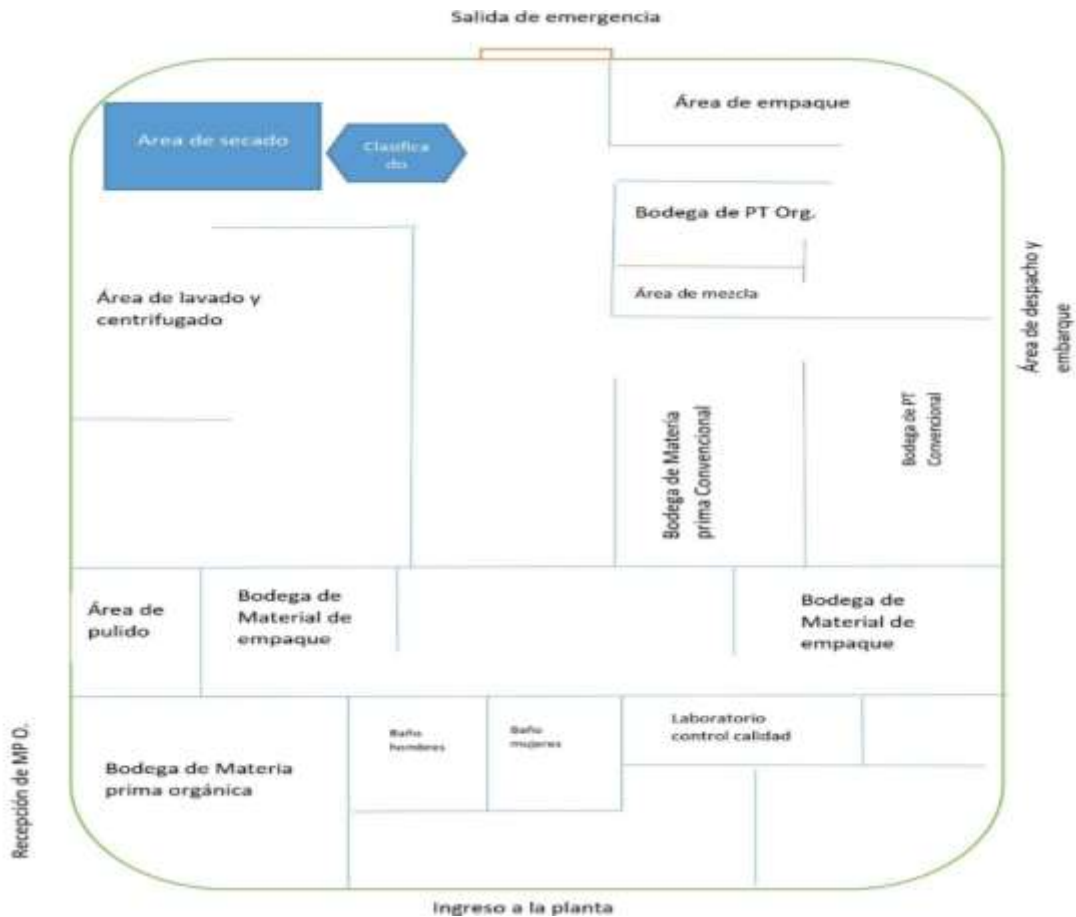 Salida de emergencia
Área de empaque
Area de secado
Clasifica
do
Bodega de PT Org.
Área de lavado y
centrifugado
Área de mezcla
Área de despacho y
embarque
Bodega de Materia
prima Convencional
Bodega de PT
Convencional
Área de
pulido
Bodega de
Material de
empaque
Bodega de
Material de
empaque
Recepción de MP O.
Bodega de Materia
prima orgánica
Baño
hombres
Baño
mujeres
Laboratorio
control calidad
Ingreso a la planta